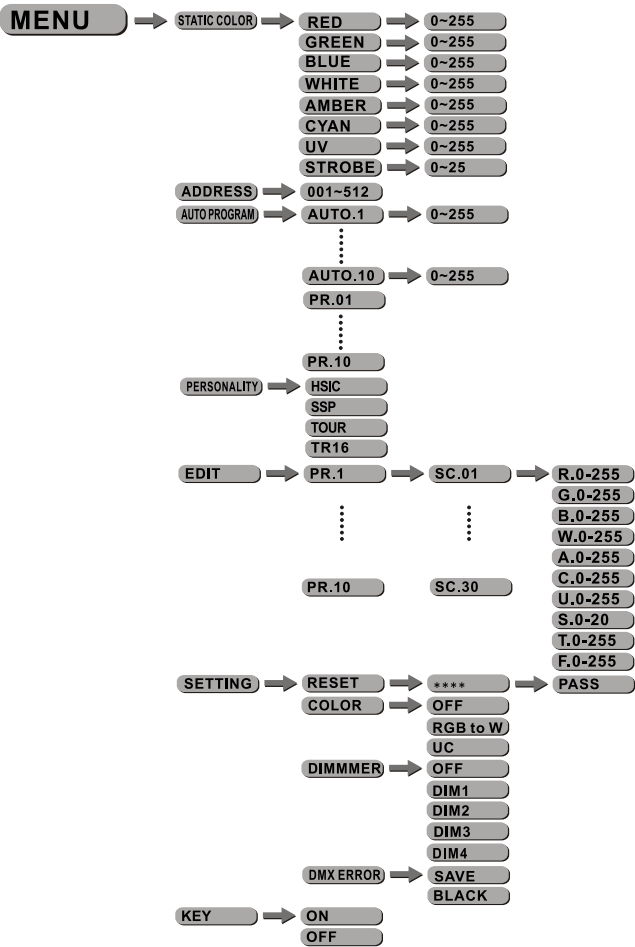 MENU STATIC COLOR RED 0~255
GREEN 0~255
BLUE 0~255
WHITE 0~255
AMBER 0~255
CYAN 0~255
UV 0~255
STROBE 0~25
ADDRESS 001~512
AUTO PROGRAM AUTO.1 0~255
AUTO.10 0~255
PR.01
PR.10
PERSONALITY HSIC
SSP
TOUR
TR16
EDIT PR.1 SC.01 R.0-255
G.0-255
B.0-255
W.0-255
A.0-255
C.0-255
PR.10 SC.30 U.0-255
S.0-20
T.0-255
F.0-255
SETTING RESET **** PASS
COLOR OFF
RGB to W
UC
DIMMMER OFF
DIM1
DIM2
DIM3
DIM4
DMX ERROR SAVE
BLACK
KEY ON
OFF